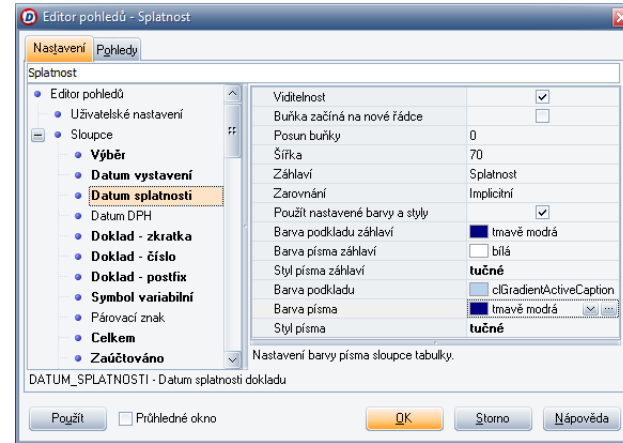 Editor pohledů - Splatnost
Nastavení Pohledy
Splatnost
Editor pohledů
Uživatelské nastavení
Sloupce
Výběr
Datum vystavení
Datum splatnosti
Datum DPH
Doklad - zkratka
Doklad - číslo
Doklad - postfix
Symbol variabilní
Párovací znak
Celkem
Zaúčtováno
Viditelnost
Buňka začíná na nové řádce
Posun buňky 0
Šířka 70
Záhlaví Splatnost
Zarovnání Implicitní
Použít nastavené barvy a styly
Barva podkladu záhlaví tmavě modrá
Barva písma záhlaví bílá
Styl písma záhlaví tučné
Barva podkladu clGradientActiveCaption
Barva písma tmavě modrá
Styl písma tučné
Nastavení barvy písma sloupce tabulky.
DATUM_SPLATNOSTI - Datum splatnosti dokladu
Použít Průhledné okno OK Storno Nápověda